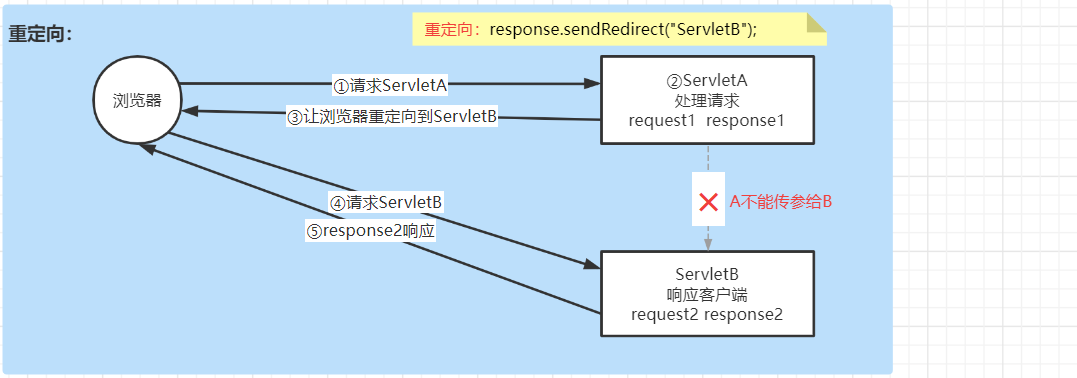 重定向:
重定向：response.sendRedirect("ServletB");
浏览器
①请求ServletA
③让浏览器重定向到ServletB
②ServletA
处理请求
request1 response1
A不能传参给B
④请求ServletB
⑤response2响应
ServletB
响应客户端
request2 response2